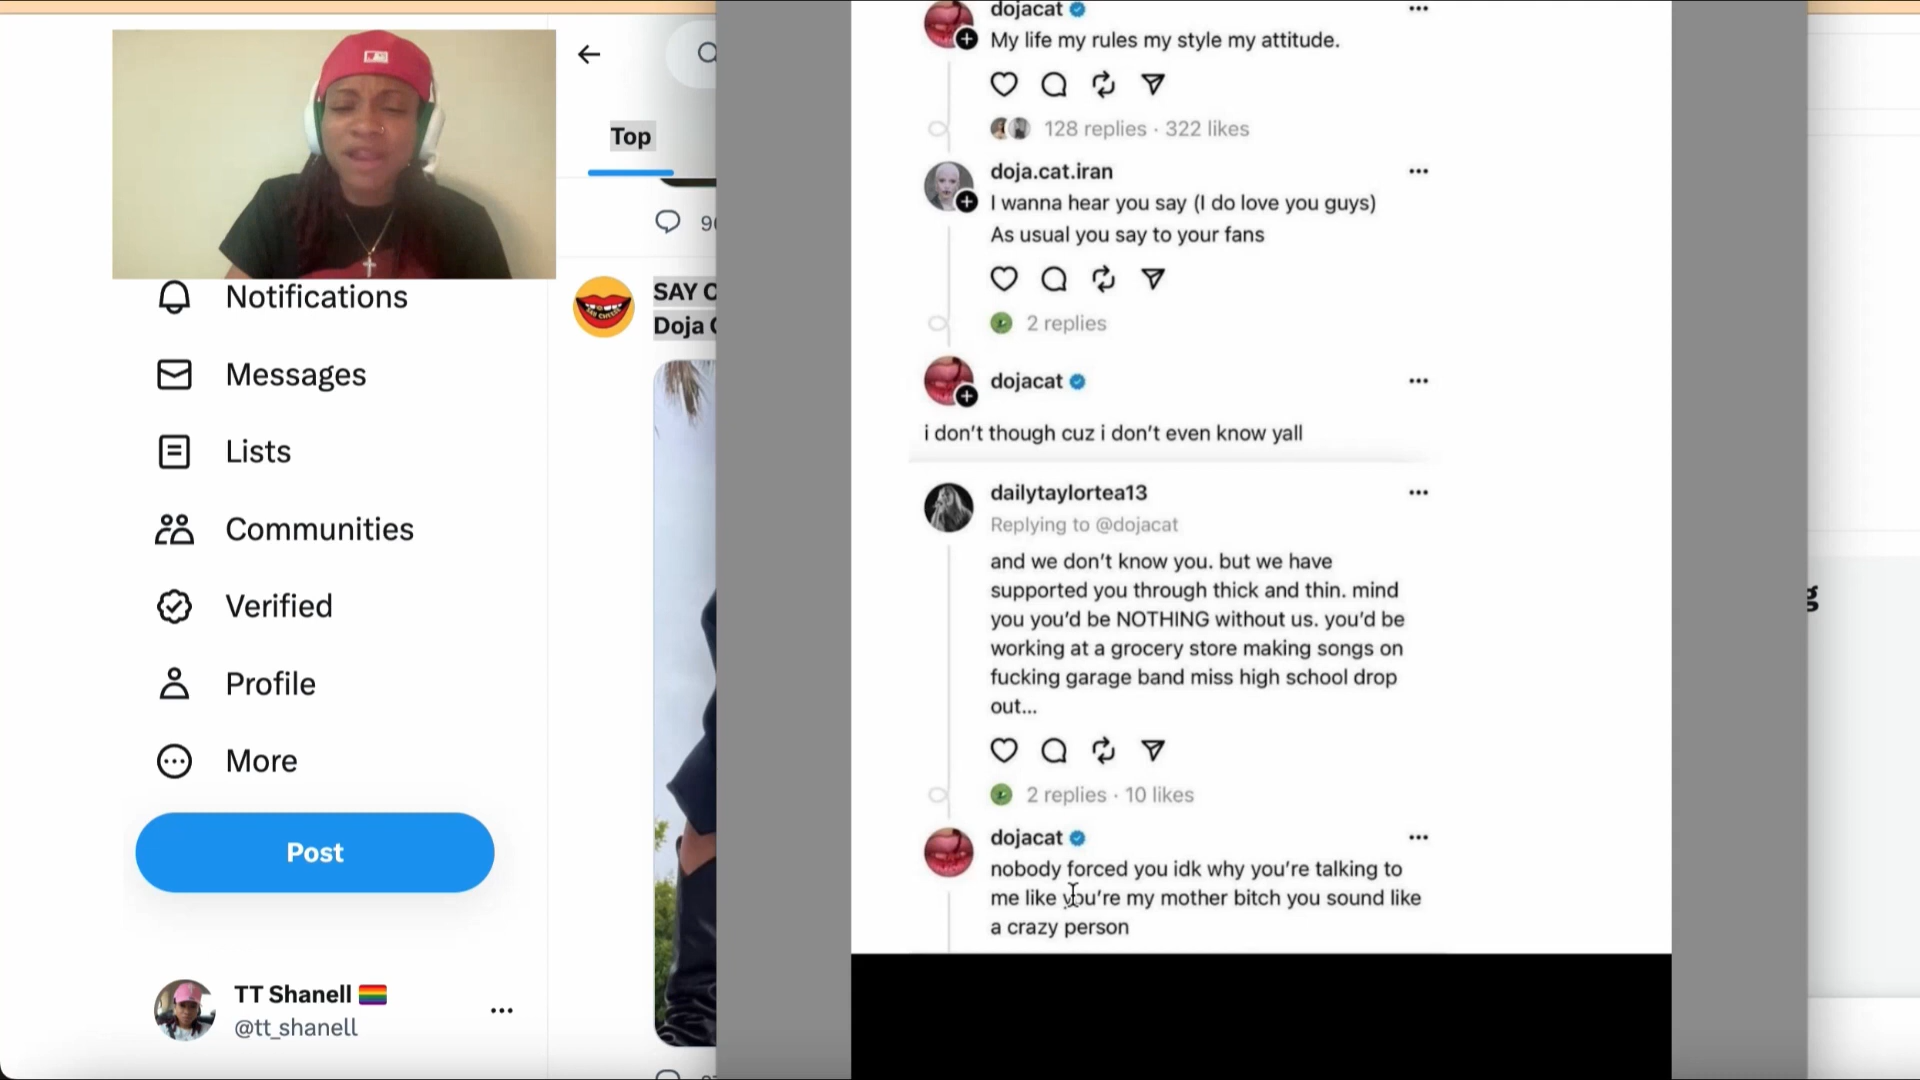 Top
96
SAY C
Doja C
Notifications
Messages
Lists
Communities
Verified
Profile
More
Post
TT Shanell
@tt_shanell
dojacat
My life my rules my style my attitude.
128 replies · 322 likes
doja.cat.iran
I wanna hear you say (I do love you guys)
As usual you say to your fans
2 replies
dojacat
i don’t though cuz i don’t even know yall
dailytaylortea13
Replying to @dojacat
and we don’t know you. but we have
supported you through thick and thin. mind
you you’d be NOTHING without us. you’d be
working at a grocery store making songs on
fucking garage band miss high school drop
out...
2 replies · 10 likes
dojacat
nobody forced you idk why you’re talking to
me like you’re my mother bitch you sound like
a crazy person